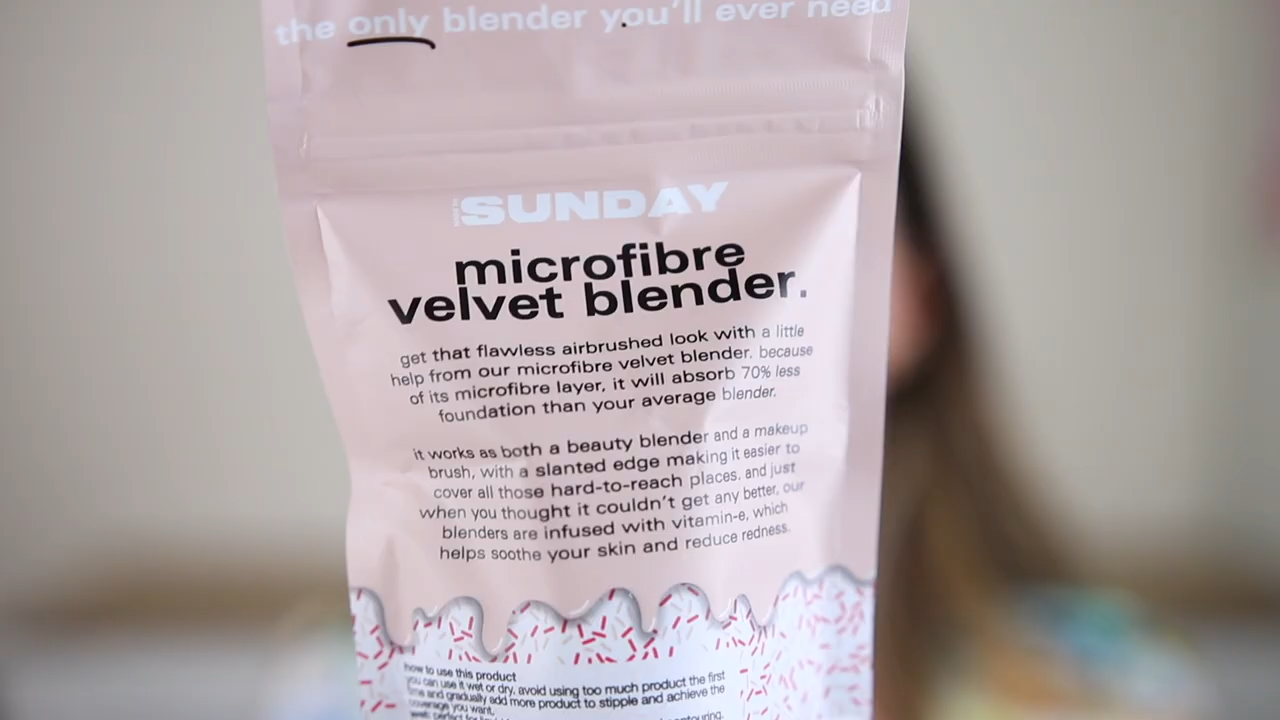 the only blender you'll ever need
SUNDAY
microfibre
velvet blender.
get that flawless airbrushed look with a little
help from our microfibre velvet blender. because
of its microfibre layer, it will absorb 70% less
foundation than your average blender.
it works as both a beauty blender and a makeup
brush, with a slanted edge making it easier to
cover all those hard-to-reach places. and just
when you thought it couldn't get any better, our
blenders are infused with vitamin-e, which
helps soothe your skin and reduce redness.
how to use this product
you can use it wet or dry, avoid using too much product the first
time and gradually add more product to stipple and achieve the
coverage you want.
wet: perfect for contouring.